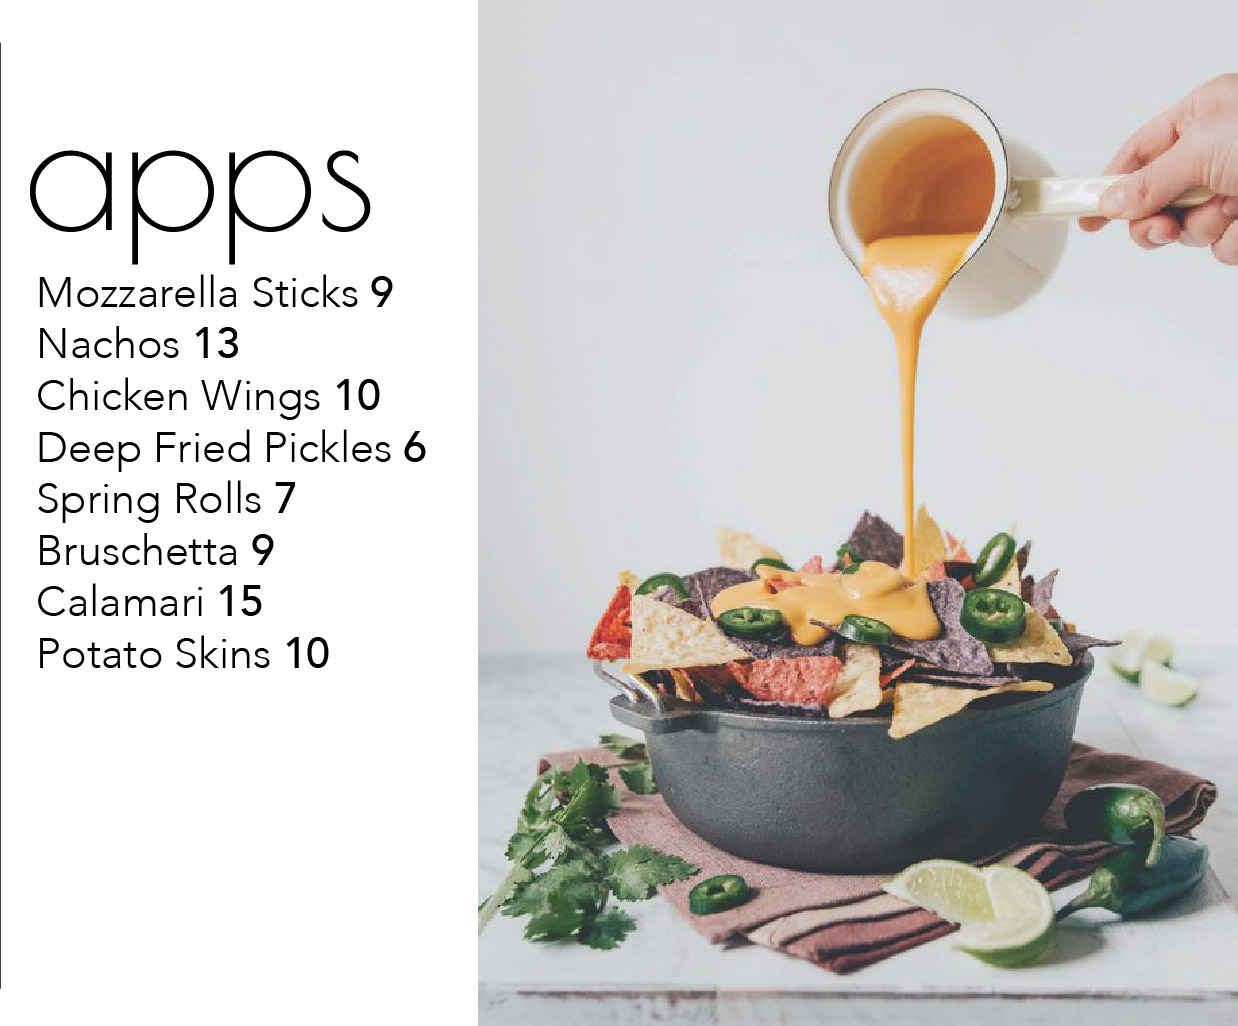 apps
Mozzarella Sticks 9
Nachos 13
Chicken Wings 10
Deep Fried Pickles 6
Spring Rolls 7
Bruschetta 9
Calamari 15
Potato Skins 10